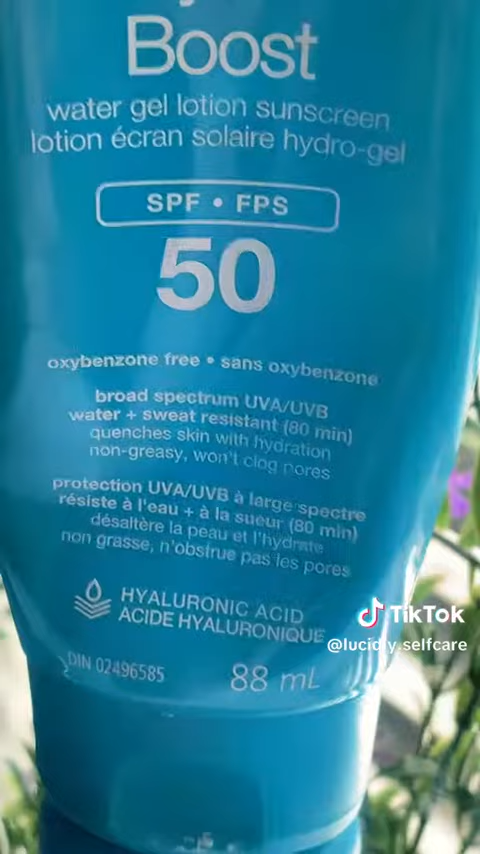 Boost
water gel lotion sunscreen
lotion écran solaire hydro-gel
SPF • FPS
50
oxybenzone free • sans oxybenzone
broad spectrum UVA/UVB
water + sweat resistant (80 min)
quenches skin with hydration
non-greasy, won't clog pores
protection UVA/UVB à large spectre
résiste à l'eau + à la sueur (80 min)
désaltère la peau et l'hydrate
non grasse, n'obstrue pas les pores
HYALURONIC ACID
ACIDE HYALURONIQUE
DIN 02496585
88 mL
TikTok
@lucidly.selfcare